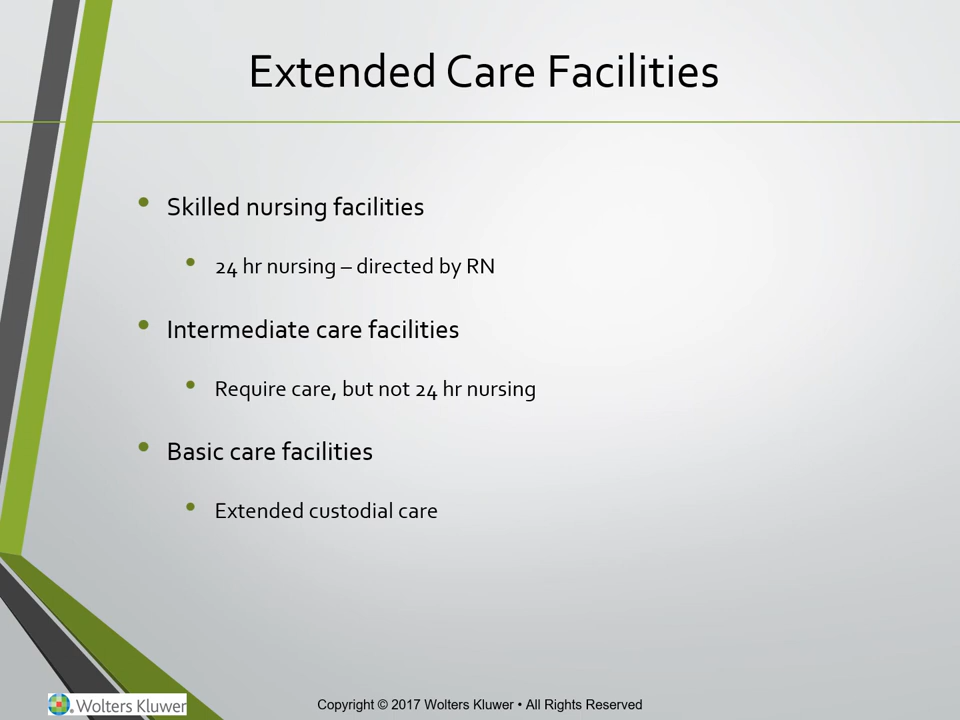 Extended Care Facilities
• Skilled nursing facilities
• 24 hr nursing – directed by RN
• Intermediate care facilities
• Require care, but not 24 hr nursing
• Basic care facilities
• Extended custodial care
Wolters Kluwer
Copyright © 2017 Wolters Kluwer • All Rights Reserved